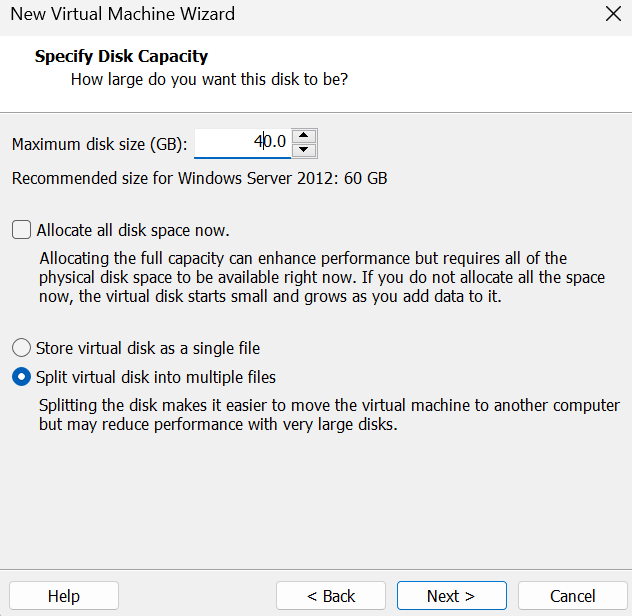 New Virtual Machine Wizard
Specify Disk Capacity
How large do you want this disk to be?
Maximum disk size (GB): 40.0
Recommended size for Windows Server 2012: 60 GB
Allocate all disk space now.
Allocating the full capacity can enhance performance but requires all of the
physical disk space to be available right now. If you do not allocate all the space
now, the virtual disk starts small and grows as you add data to it.
Store virtual disk as a single file
Split virtual disk into multiple files
Splitting the disk makes it easier to move the virtual machine to another computer
but may reduce performance with very large disks.
Help < Back Next > Cancel